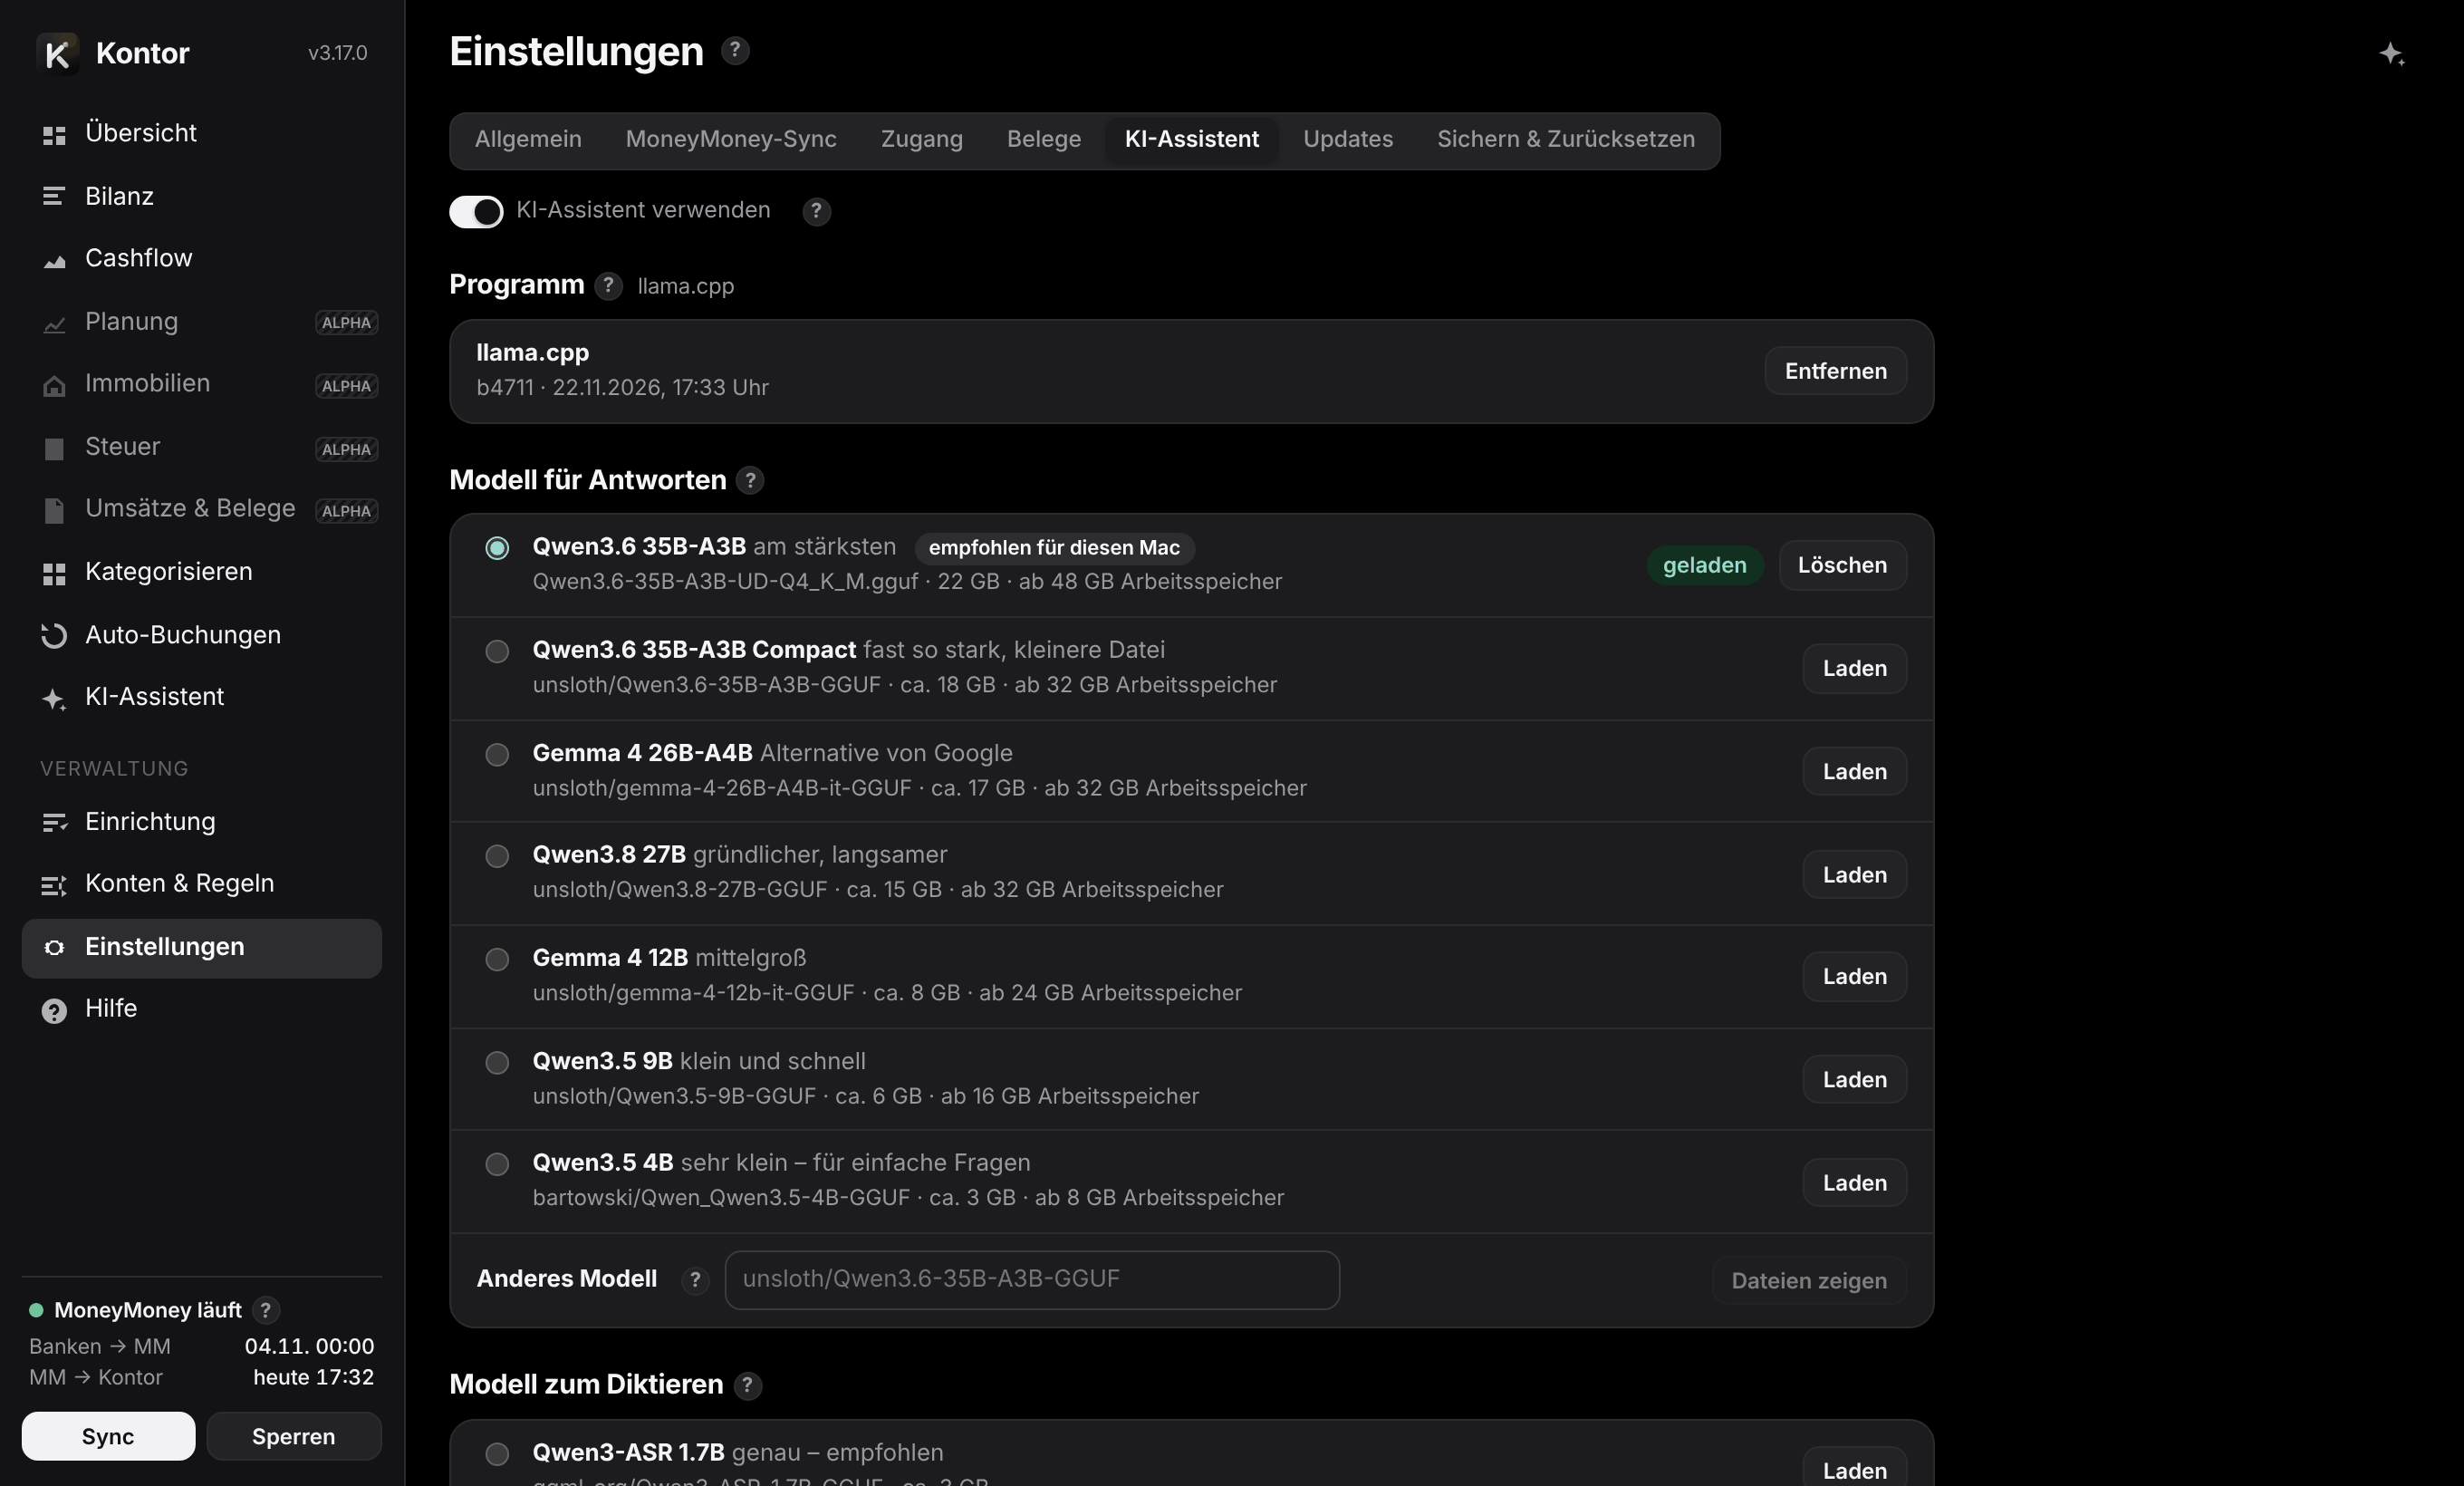 Kontor
v3.17.0
Übersicht
Bilanz
Cashflow
Planung ALPHA
Immobilien ALPHA
Steuer ALPHA
Umsätze & Belege ALPHA
Kategorisieren
Auto-Buchungen
KI-Assistent
VERWALTUNG
Einrichtung
Konten & Regeln
Einstellungen
Hilfe
MoneyMoney läuft ?
Banken → MM 04.11. 00:00
MM → Kontor heute 17:32
Sync Sperren
Einstellungen ?
Allgemein MoneyMoney-Sync Zugang Belege KI-Assistent Updates Sichern & Zurücksetzen
KI-Assistent verwenden ?
Programm ? llama.cpp
llama.cpp
b4711 · 22.11.2026, 17:33 Uhr
Entfernen
Modell für Antworten ?
Qwen3.6 35B-A3B am stärksten empfohlen für diesen Mac
Qwen3.6-35B-A3B-UD-Q4_K_M.gguf · 22 GB · ab 48 GB Arbeitsspeicher
geladen Löschen
Qwen3.6 35B-A3B Compact fast so stark, kleinere Datei
unsloth/Qwen3.6-35B-A3B-GGUF · ca. 18 GB · ab 32 GB Arbeitsspeicher
Laden
Gemma 4 26B-A4B Alternative von Google
unsloth/gemma-4-26B-A4B-it-GGUF · ca. 17 GB · ab 32 GB Arbeitsspeicher
Laden
Qwen3.8 27B gründlicher, langsamer
unsloth/Qwen3.8-27B-GGUF · ca. 15 GB · ab 32 GB Arbeitsspeicher
Laden
Gemma 4 12B mittelgroß
unsloth/gemma-4-12b-it-GGUF · ca. 8 GB · ab 24 GB Arbeitsspeicher
Laden
Qwen3.5 9B klein und schnell
unsloth/Qwen3.5-9B-GGUF · ca. 6 GB · ab 16 GB Arbeitsspeicher
Laden
Qwen3.5 4B sehr klein – für einfache Fragen
bartowski/Qwen_Qwen3.5-4B-GGUF · ca. 3 GB · ab 8 GB Arbeitsspeicher
Laden
Anderes Modell ? unsloth/Qwen3.6-35B-A3B-GGUF Dateien zeigen
Modell zum Diktieren ?
Qwen3-ASR 1.7B genau – empfohlen
ggml-org/Qwen3-ASR-1.7B-GGUF · ca. 3 GB
Laden